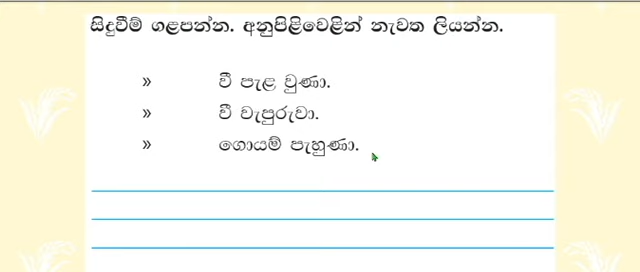 සිදුවීම් ගළපන්න. අනුපිළිවෙළින් නැවත ලියන්න.
» වී පැළ වුණා.
» වී වැපුරුවා.
» ගොයම් පැහුණා.